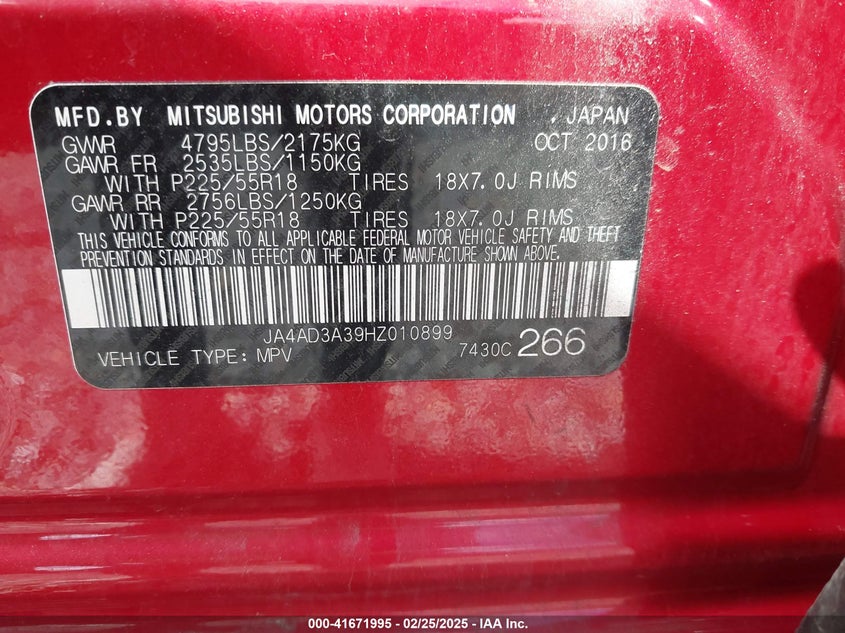 MFD.BY MITSUBISHI MOTORS CORPORATION , JAPAN
GVWR 4795LBS/2175KG OCT 2016
GAWR FR 2535LBS/1150KG
WITH P225/55R18 TIRES 18X7.0J RIMS
GAWR RR 2756LBS/1250KG
WITH P225/55R18 TIRES 18X7.0J RIMS
THIS VEHICLE CONFORMS TO ALL APPLICABLE FEDERAL MOTOR VEHICLE SAFETY AND THEFT
PREVENTION STANDARDS IN EFFECT ON THE DATE OF MANUFACTURE SHOWN ABOVE.
JA4AD3A39HZ010899
VEHICLE TYPE: MPV 7430C 266
000-41671995 - 02/25/2025 - IAA Inc.